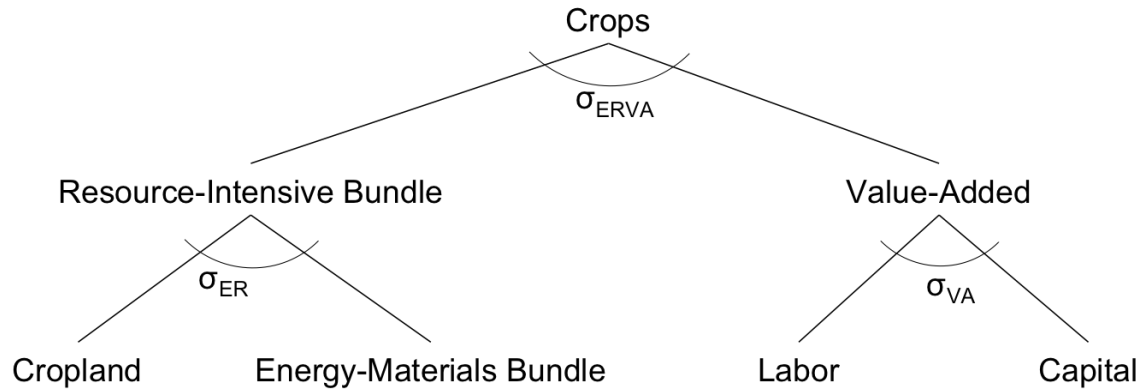 Crops
σERVA
Resource-Intensive Bundle
Value-Added
σER
σVA
Cropland
Energy-Materials Bundle
Labor
Capital